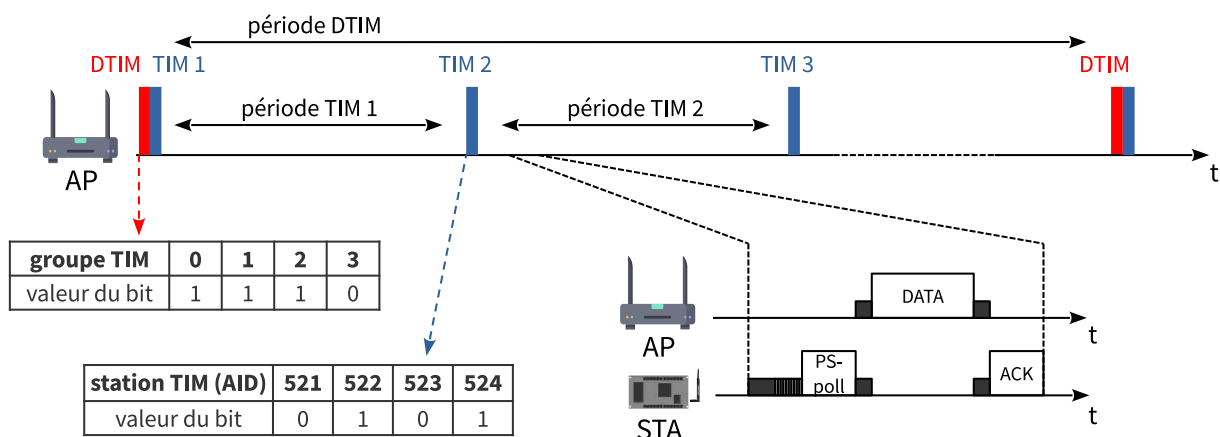 période DTIM
DTIM TIM 1 TIM 2 TIM 3 DTIM
période TIM 1 période TIM 2
AP
t
groupe TIM 0 1 2 3
valeur du bit 1 1 1 0
DATA
AP
t
PS-
poll
ACK
station TIM (AID) 521 522 523 524
valeur du bit 0 1 0 1
STA
t